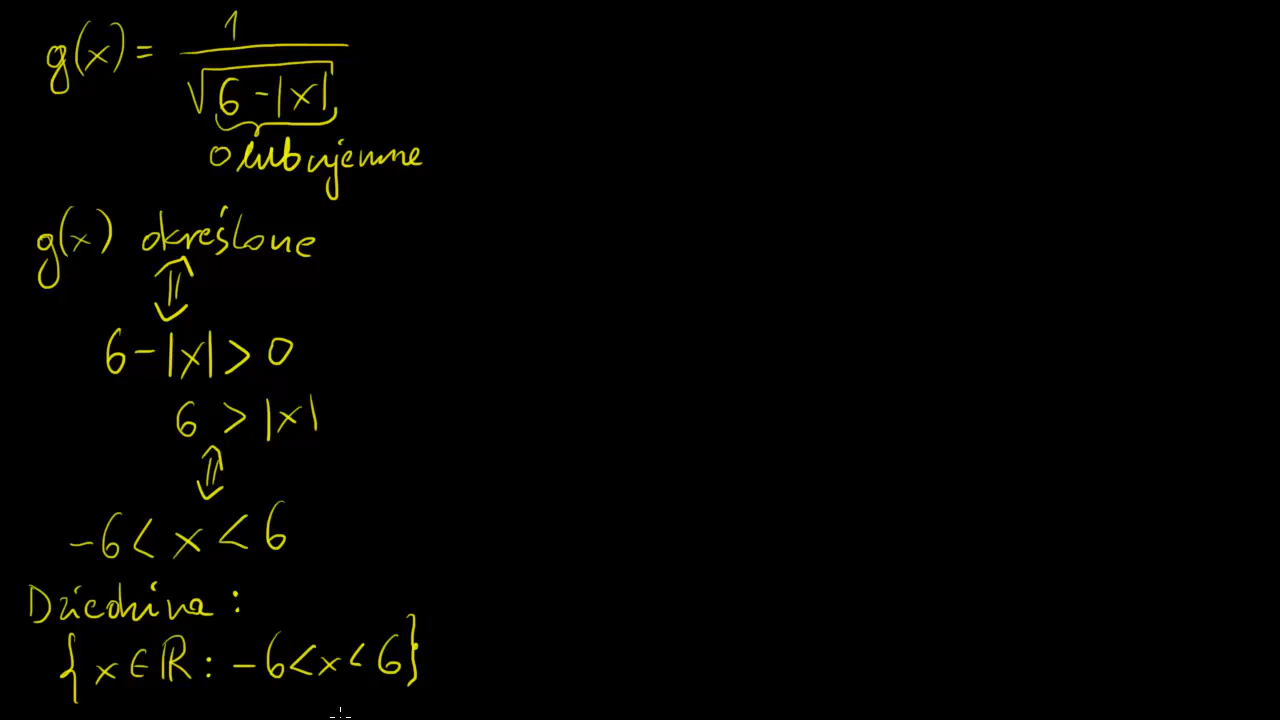 g(x) = 1 / √(6 - |x|)
0 lub ujemne
g(x) określone
⇕
6 - |x| > 0
6 > |x|
⇕
-6 < x < 6
Dziedzina :
{ x ∈ ℝ : -6 < x < 6 }